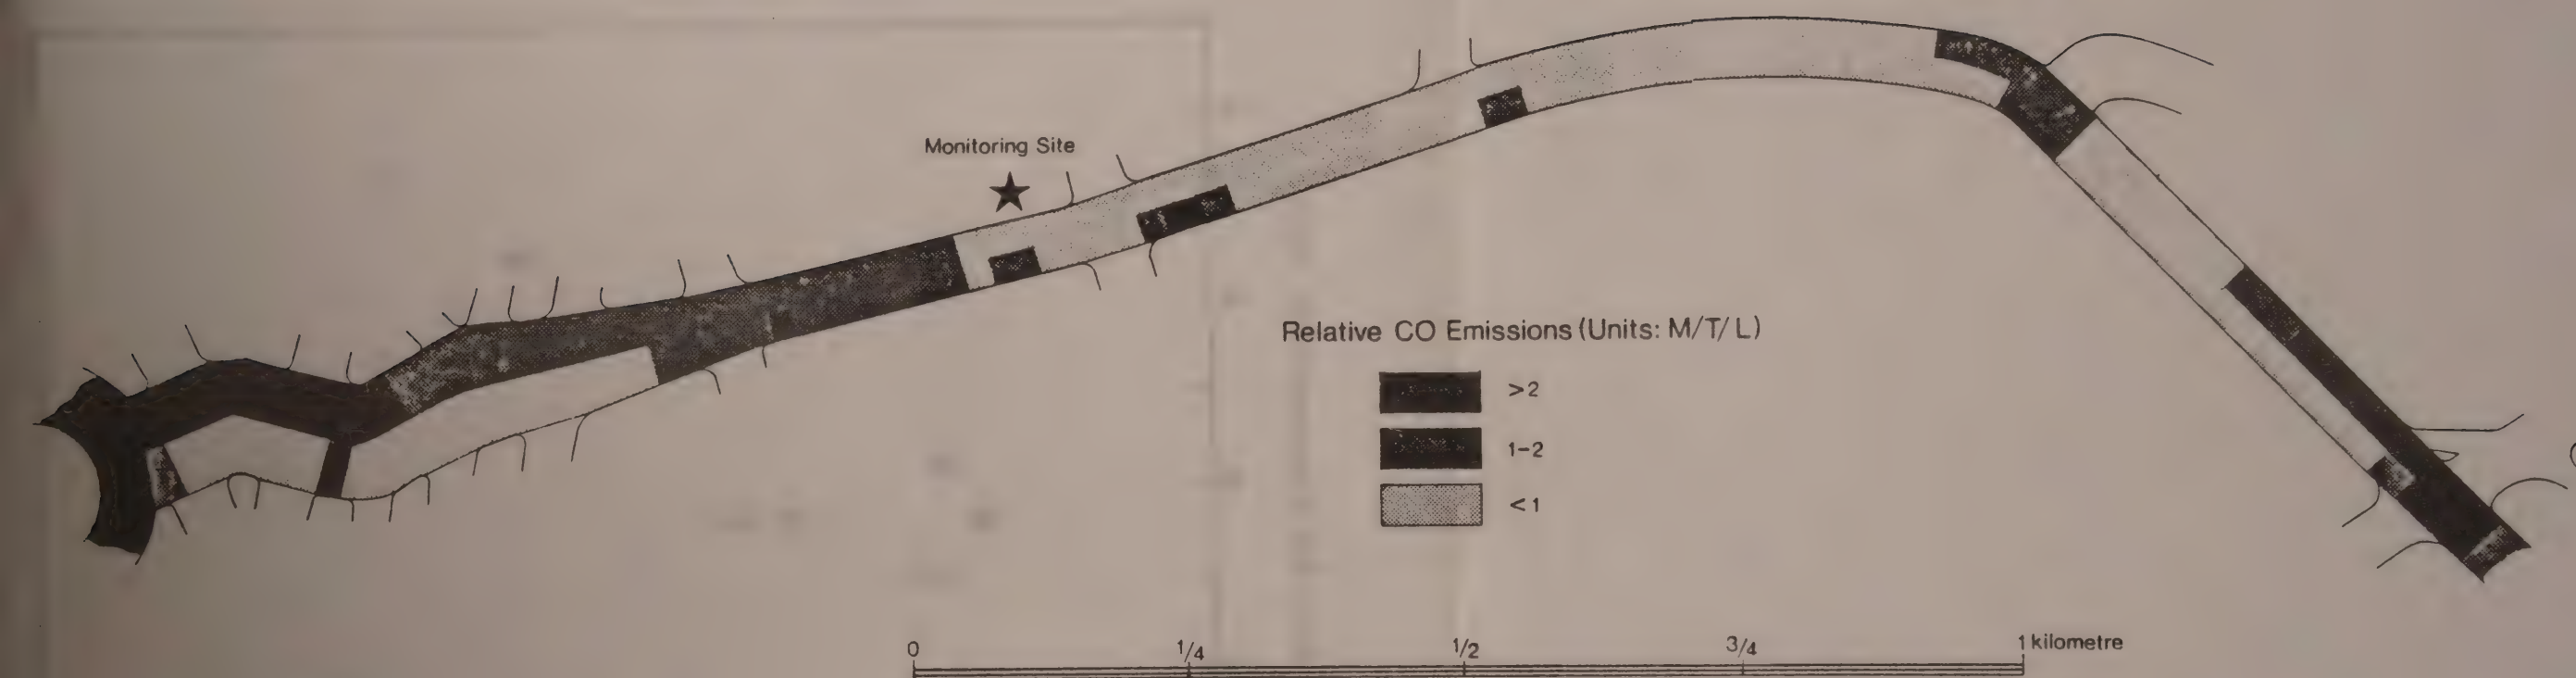 Monitoring Site
Relative CO Emissions (Units: M/T/L)
>2
1-2
<1
0 1/4 1/2 3/4 1 kilometre